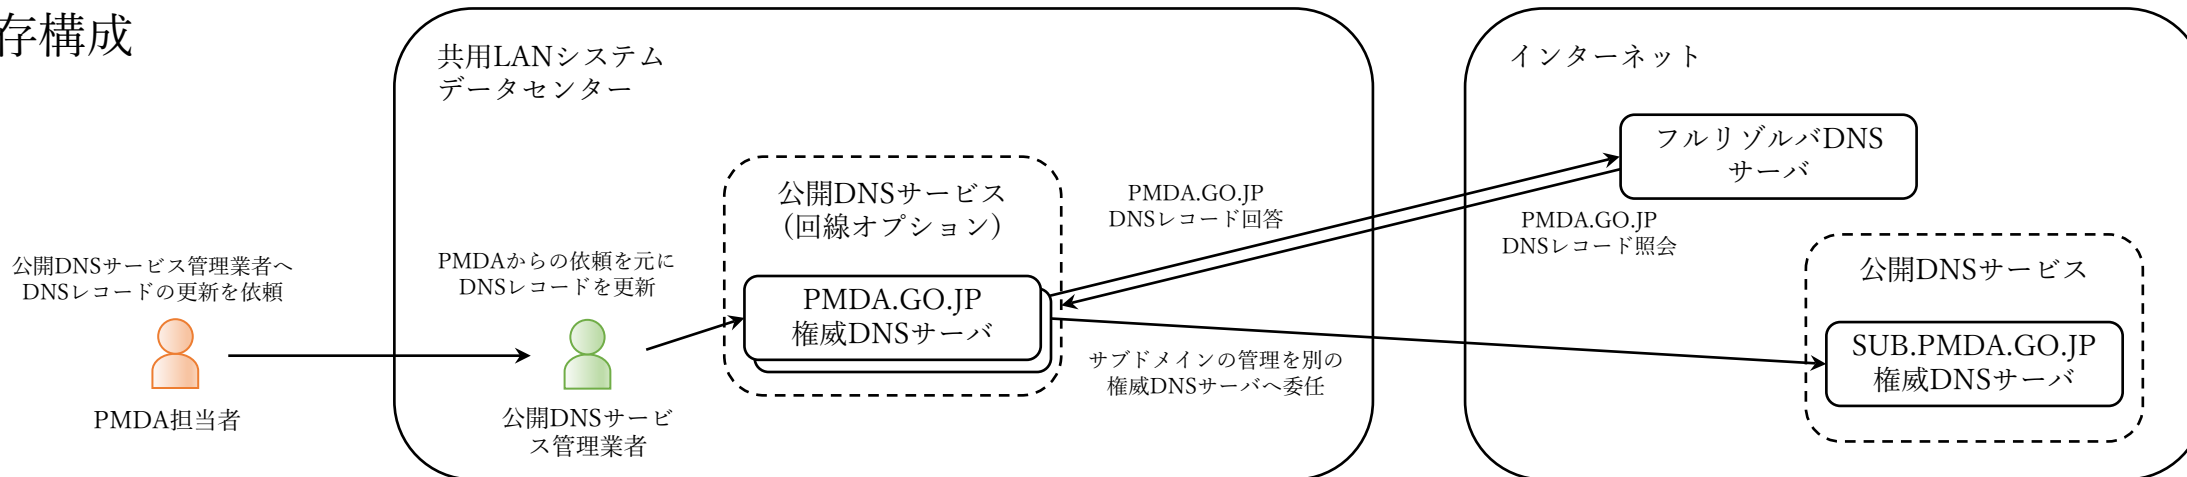 存構成
共用LANシステム
データセンター
インターネット
フルリゾルバDNS
サーバ
公開DNSサービス
(回線オプション)
PMDA.GO.JP
DNSレコード回答
PMDA.GO.JP
DNSレコード照会
公開DNSサービス管理業者へ
DNSレコードの更新を依頼
PMDAからの依頼を元に
DNSレコードを更新
公開DNSサービス
PMDA.GO.JP
権威DNSサーバ
SUB.PMDA.GO.JP
権威DNSサーバ
サブドメインの管理を別の
権威DNSサーバへ委任
PMDA担当者
公開DNSサービ
ス管理業者